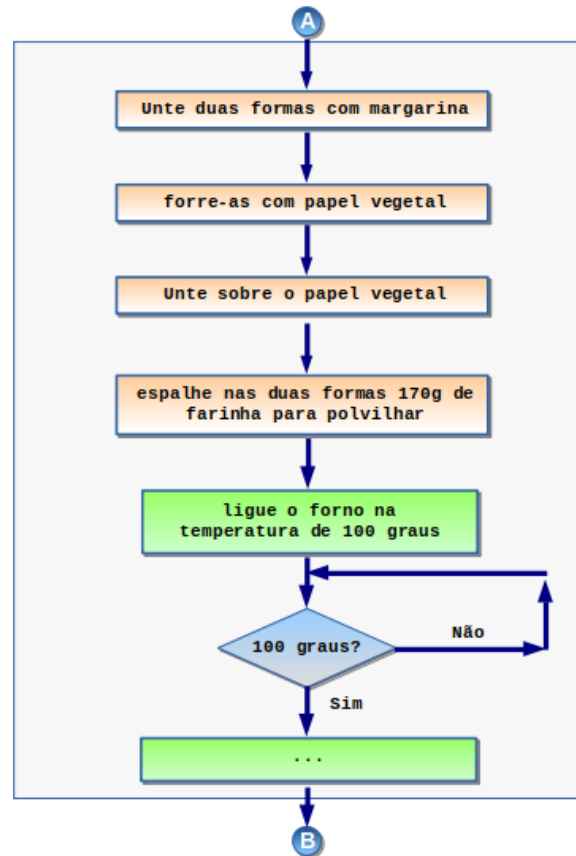 A
Unte duas formas com margarina
forre-as com papel vegetal
Unte sobre o papel vegetal
espalhe nas duas formas 170g de
farinha para polvilhar
ligue o forno na
temperatura de 100 graus
100 graus?
Não
Sim
...
B